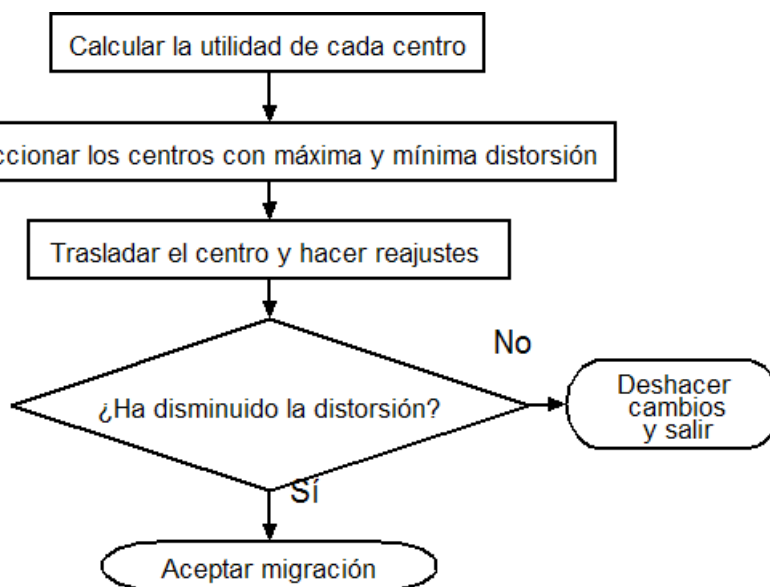 Calcular la utilidad de cada centro
ccionar los centros con máxima y mínima distorsión
Trasladar el centro y hacer reajustes
No
¿Ha disminuido la distorsión?
Deshacer
cambios
y salir
Sí
Aceptar migración